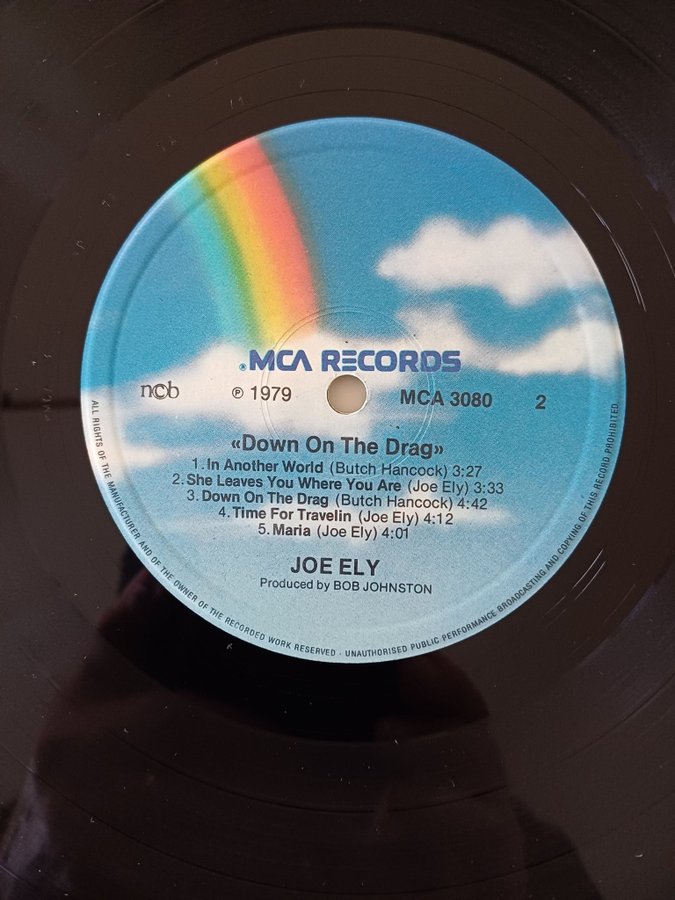 ® MCA RECORDS
ncb ℗ 1979 MCA 3080 2
«Down On The Drag»
1. In Another World (Butch Hancock) 3:27
2. She Leaves You Where You Are (Joe Ely) 3:33
3. Down On The Drag (Butch Hancock) 4:42
4. Time For Travelin (Joe Ely) 4:12
5. Maria (Joe Ely) 4:01
JOE ELY
Produced by BOB JOHNSTON
ALL RIGHTS OF THE MANUFACTURER AND OF THE OWNER OF THE RECORDED WORK RESERVED · UNAUTHORISED PUBLIC PERFORMANCE BROADCASTING AND COPYING OF THIS RECORD PROHIBITED.